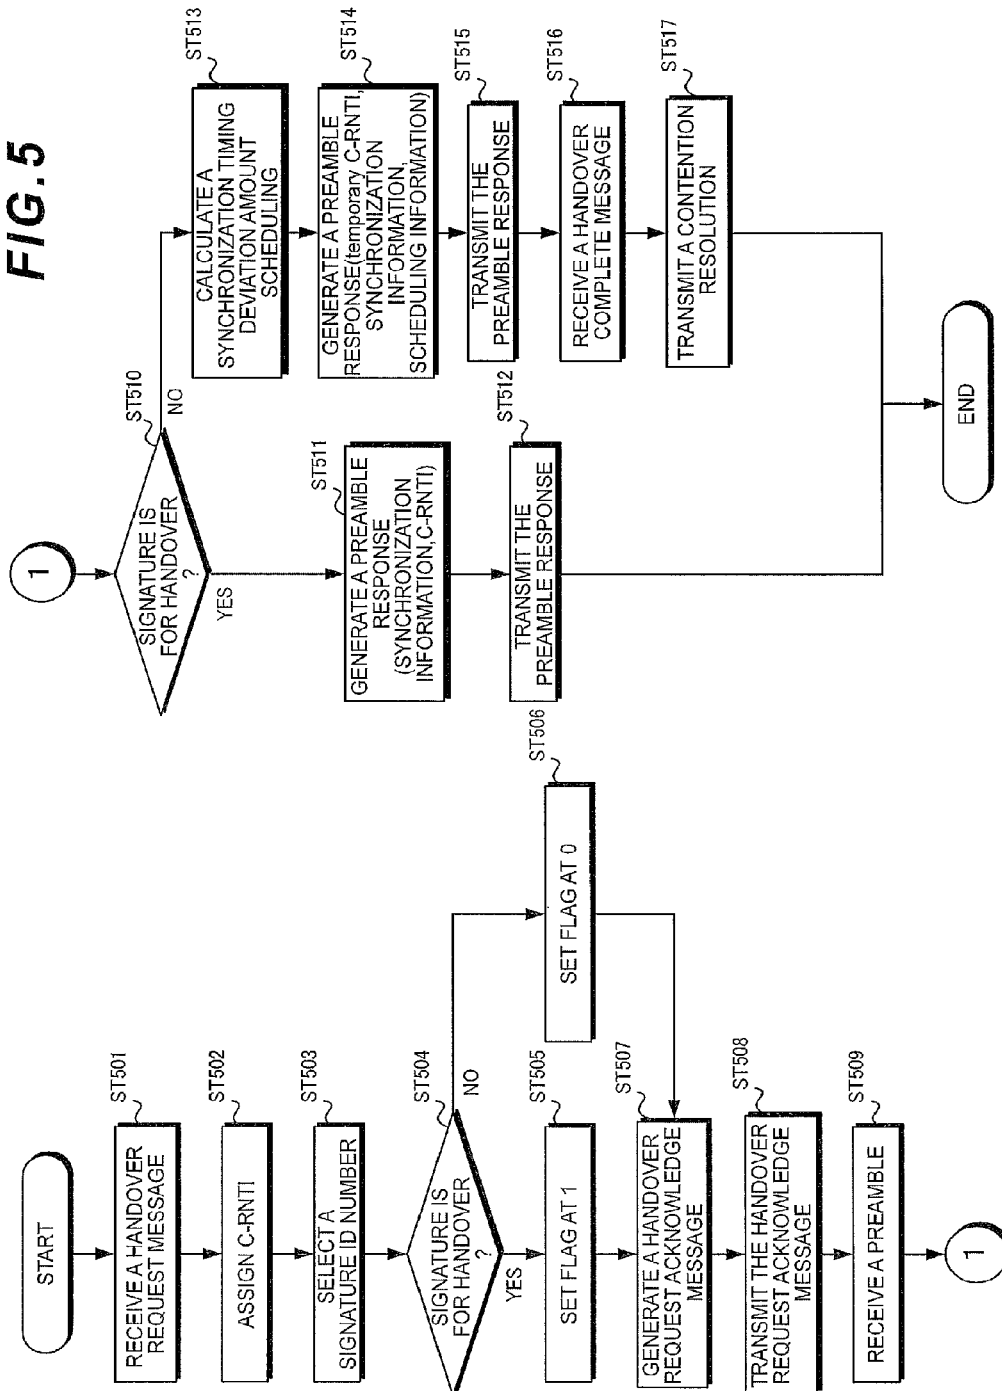 FIG.5
START
RECEIVE A HANDOVER
REQUEST MESSAGE
ST501
ASSIGN C-RNTI
ST502
SELECT A
SIGNATURE ID NUMBER
ST503
SIGNATURE IS
FOR HANDOVER
?
ST504
YES
NO
SET FLAG AT 1
ST505
SET FLAG AT 0
ST506
GENERATE A HANDOVER
REQUEST ACKNOWLEDGE
MESSAGE
ST507
TRANSMIT THE HANDOVER
REQUEST ACKNOWLEDGE
MESSAGE
ST508
RECEIVE A PREAMBLE
ST509
1
1
SIGNATURE IS
FOR HANDOVER
?
ST510
YES
NO
GENERATE A PREAMBLE
RESPONSE
(SYNCHRONIZATION
INFORMATION,C-RNTI)
ST511
TRANSMIT THE
PREAMBLE RESPONSE
ST512
CALCULATE A
SYNCHRONIZATION TIMING
DEVIATION AMOUNT
SCHEDULING
ST513
GENERATE A PREAMBLE
RESPONSE(temporary C-RNTI,
SYNCHRONIZATION
INFORMATION,
SCHEDULING INFORMATION)
ST514
TRANSMIT THE
PREAMBLE RESPONSE
ST515
RECEIVE A HANDOVER
COMPLETE MESSAGE
ST516
TRANSMIT A CONTENTION
RESOLUTION
ST517
END